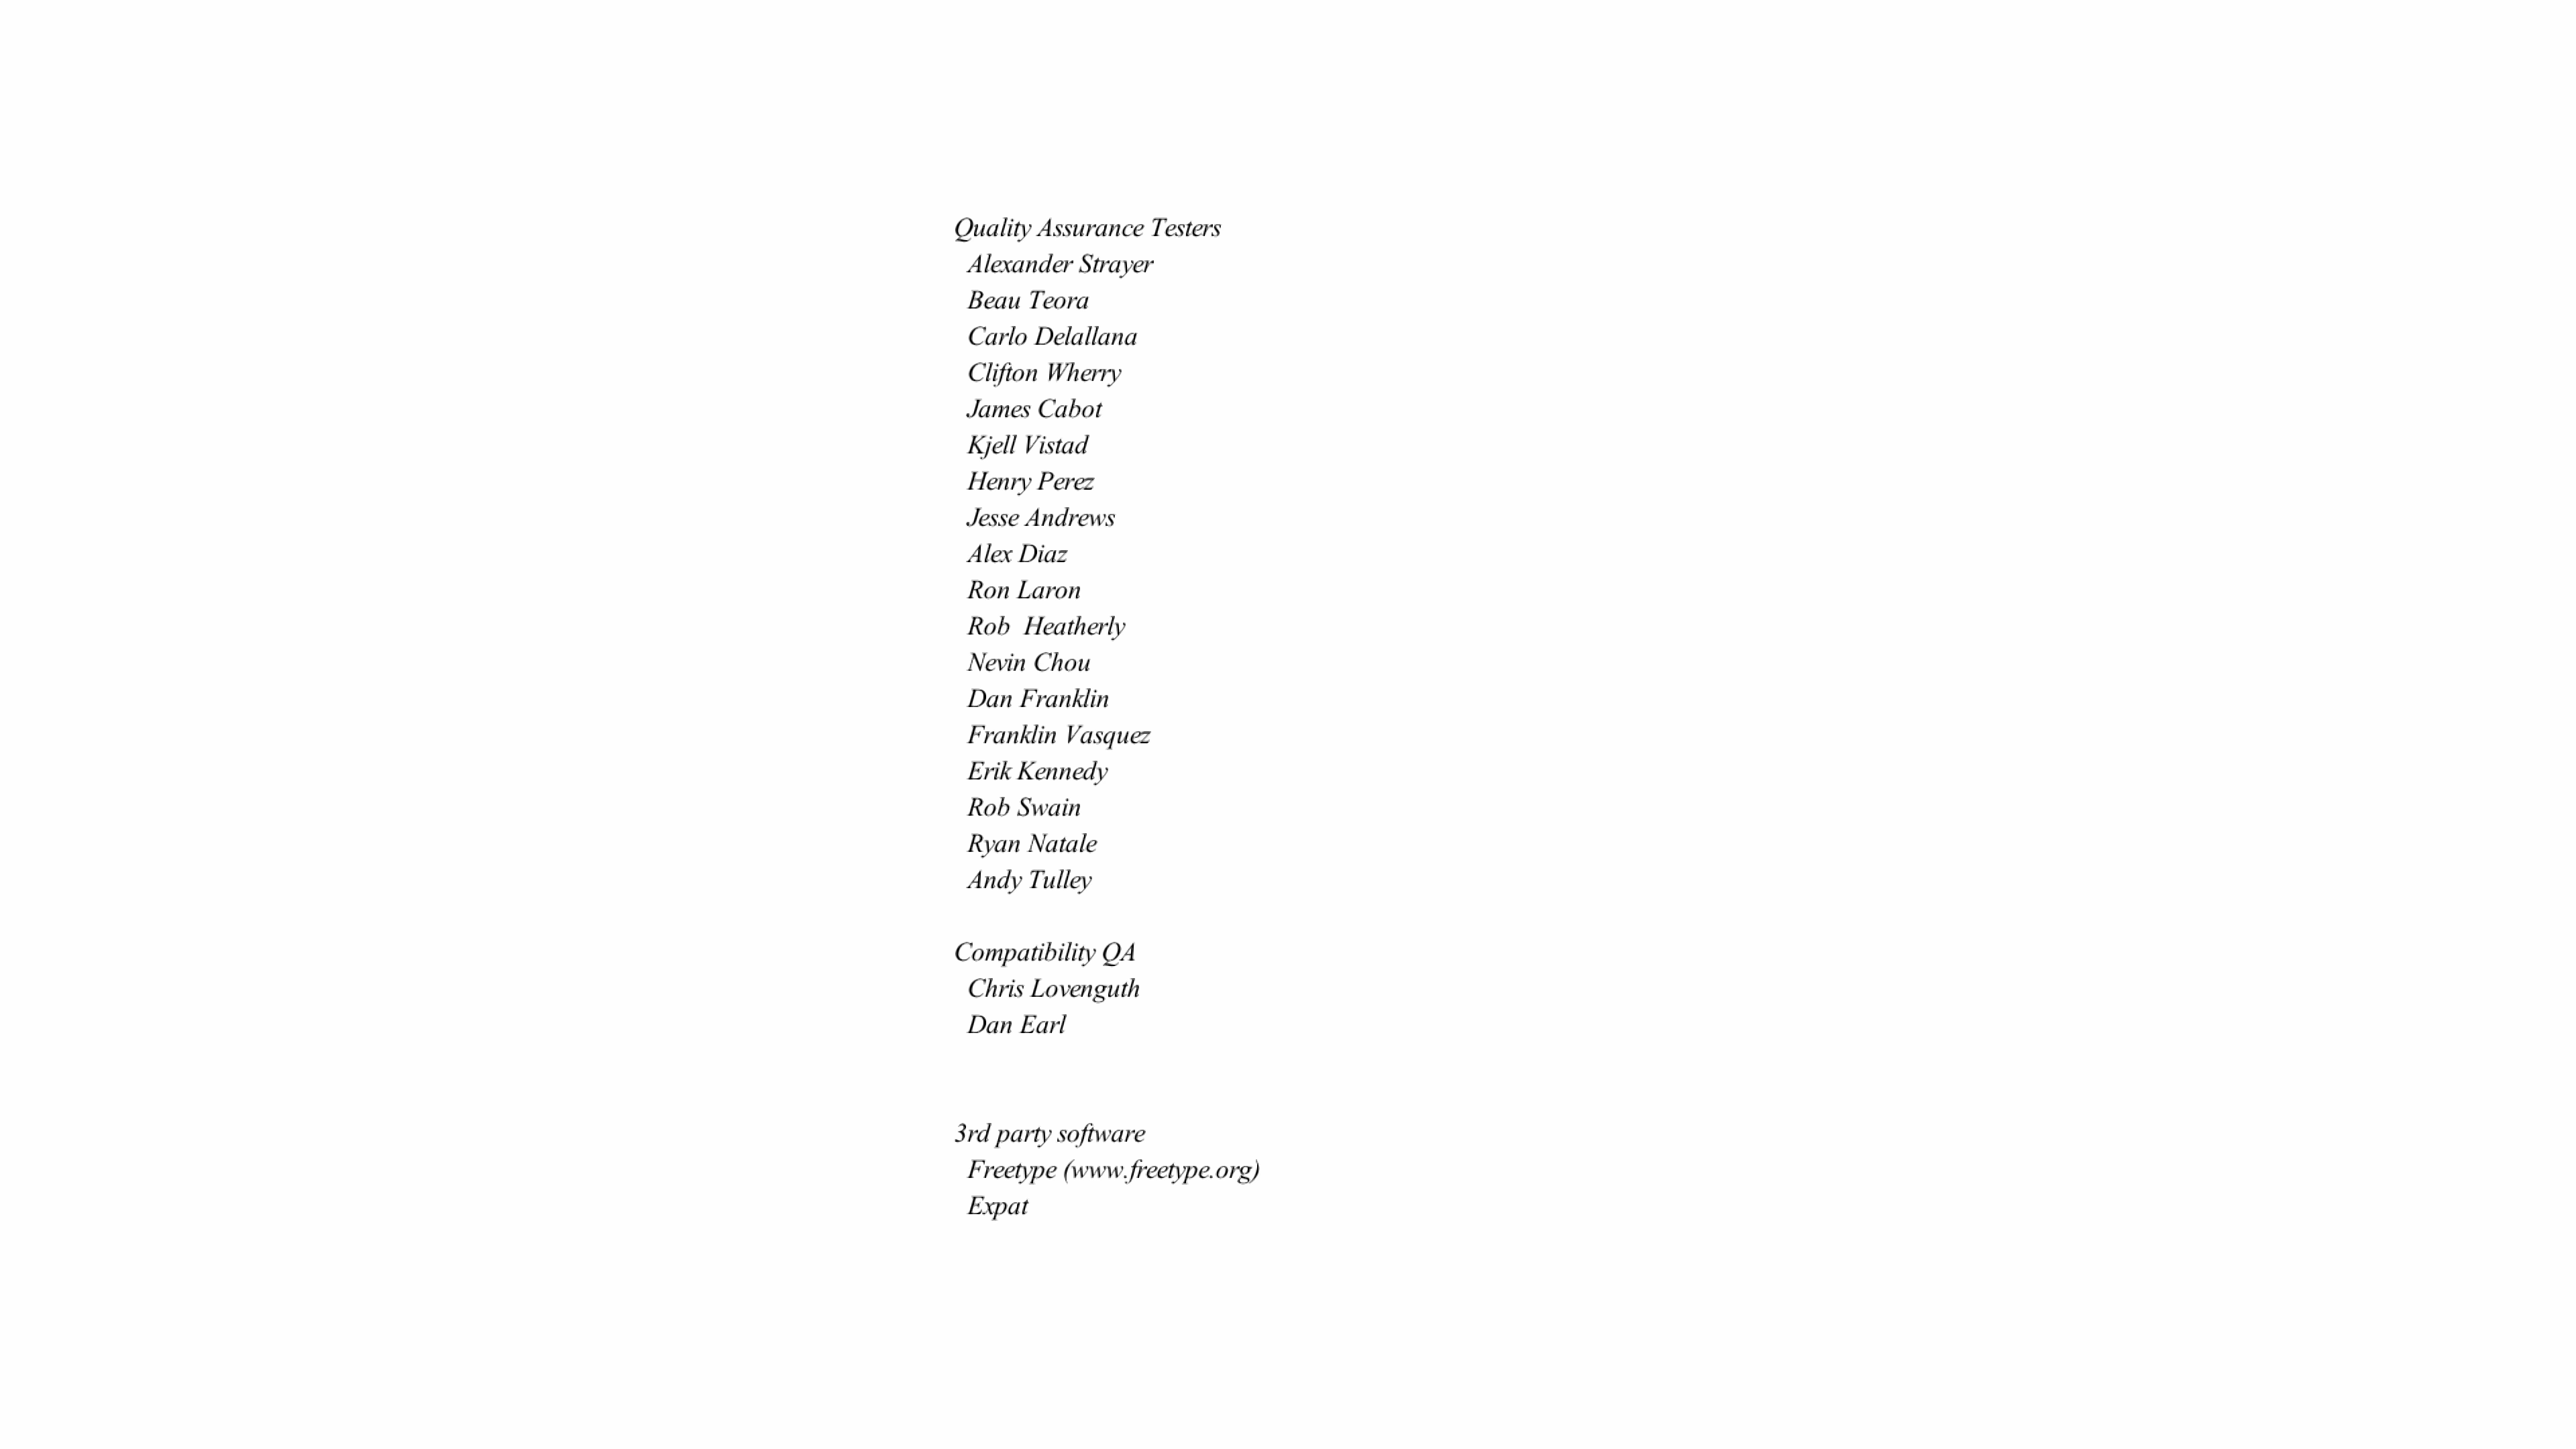 Quality Assurance Testers
Alexander Strayer
Beau Teora
Carlo Delallana
Clifton Wherry
James Cabot
Kjell Vistad
Henry Perez
Jesse Andrews
Alex Diaz
Ron Laron
Rob  Heatherly
Nevin Chou
Dan Franklin
Franklin Vasquez
Erik Kennedy
Rob Swain
Ryan Natale
Andy Tulley
Compatibility QA
Chris Lovenguth
Dan Earl
3rd party software
Freetype (www.freetype.org)
Expat